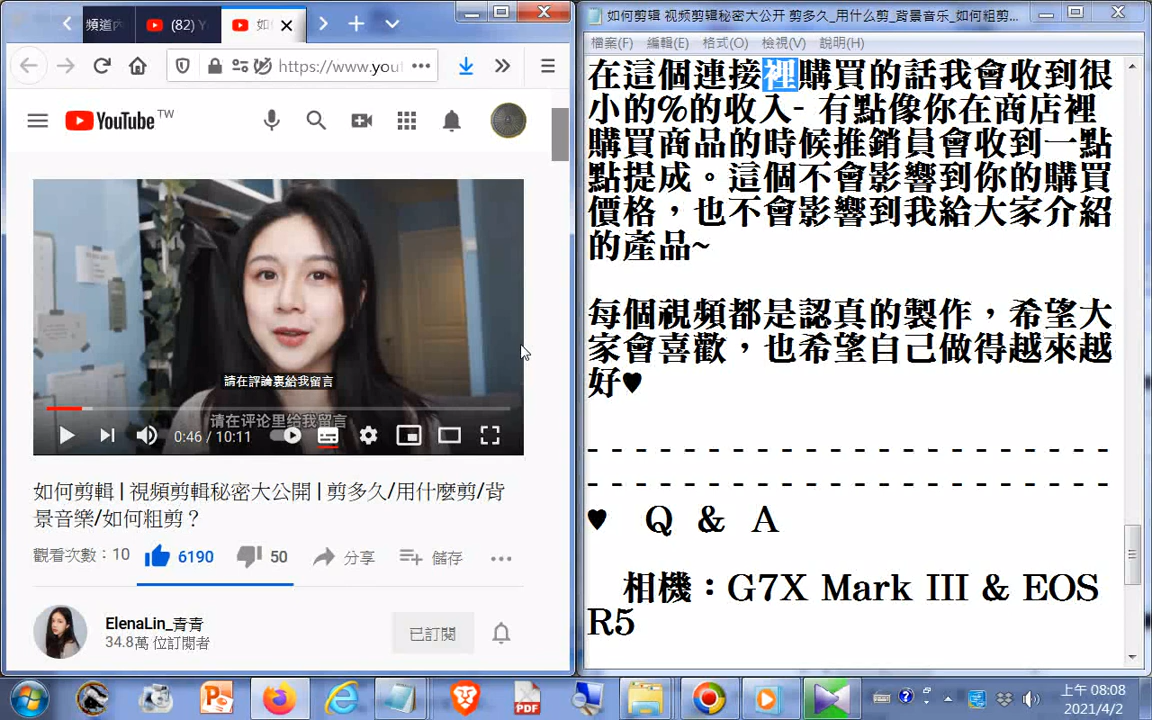 頻道內
(82) Y
如何
https://www.you
YouTube TW
請在評論裏給我留言
请在评论里给我留言
0:46 / 10:11
如何剪輯 | 視頻剪輯秘密大公開 | 剪多久/用什麼剪/背
景音樂/如何粗剪？
觀看次數：10
6190
50
分享
儲存
ElenaLin_青青
34.8萬 位訂閱者
已訂閱
如何剪辑 视频剪辑秘密大公开 剪多久_用什么剪_背景音乐_如何粗剪...
檔案(F) 編輯(E) 格式(O) 檢視(V) 說明(H)
在這個連接裡購買的話我會收到很
小的%的收入- 有點像你在商店裡
購買商品的時候推銷員會收到一點
點提成。這個不會影響到你的購買
價格，也不會影響到我給大家介紹
的產品~
每個視頻都是認真的製作，希望大
家會喜歡，也希望自己做得越來越
好♥
- - - - - - - - - - - - - - - - - - - - - - - -
- - - - - - - - - - - - - - - - - - - - - - - -
♥ Q & A
相機：G7X Mark III & EOS
R5
PDF
上午 08:08
2021/4/2